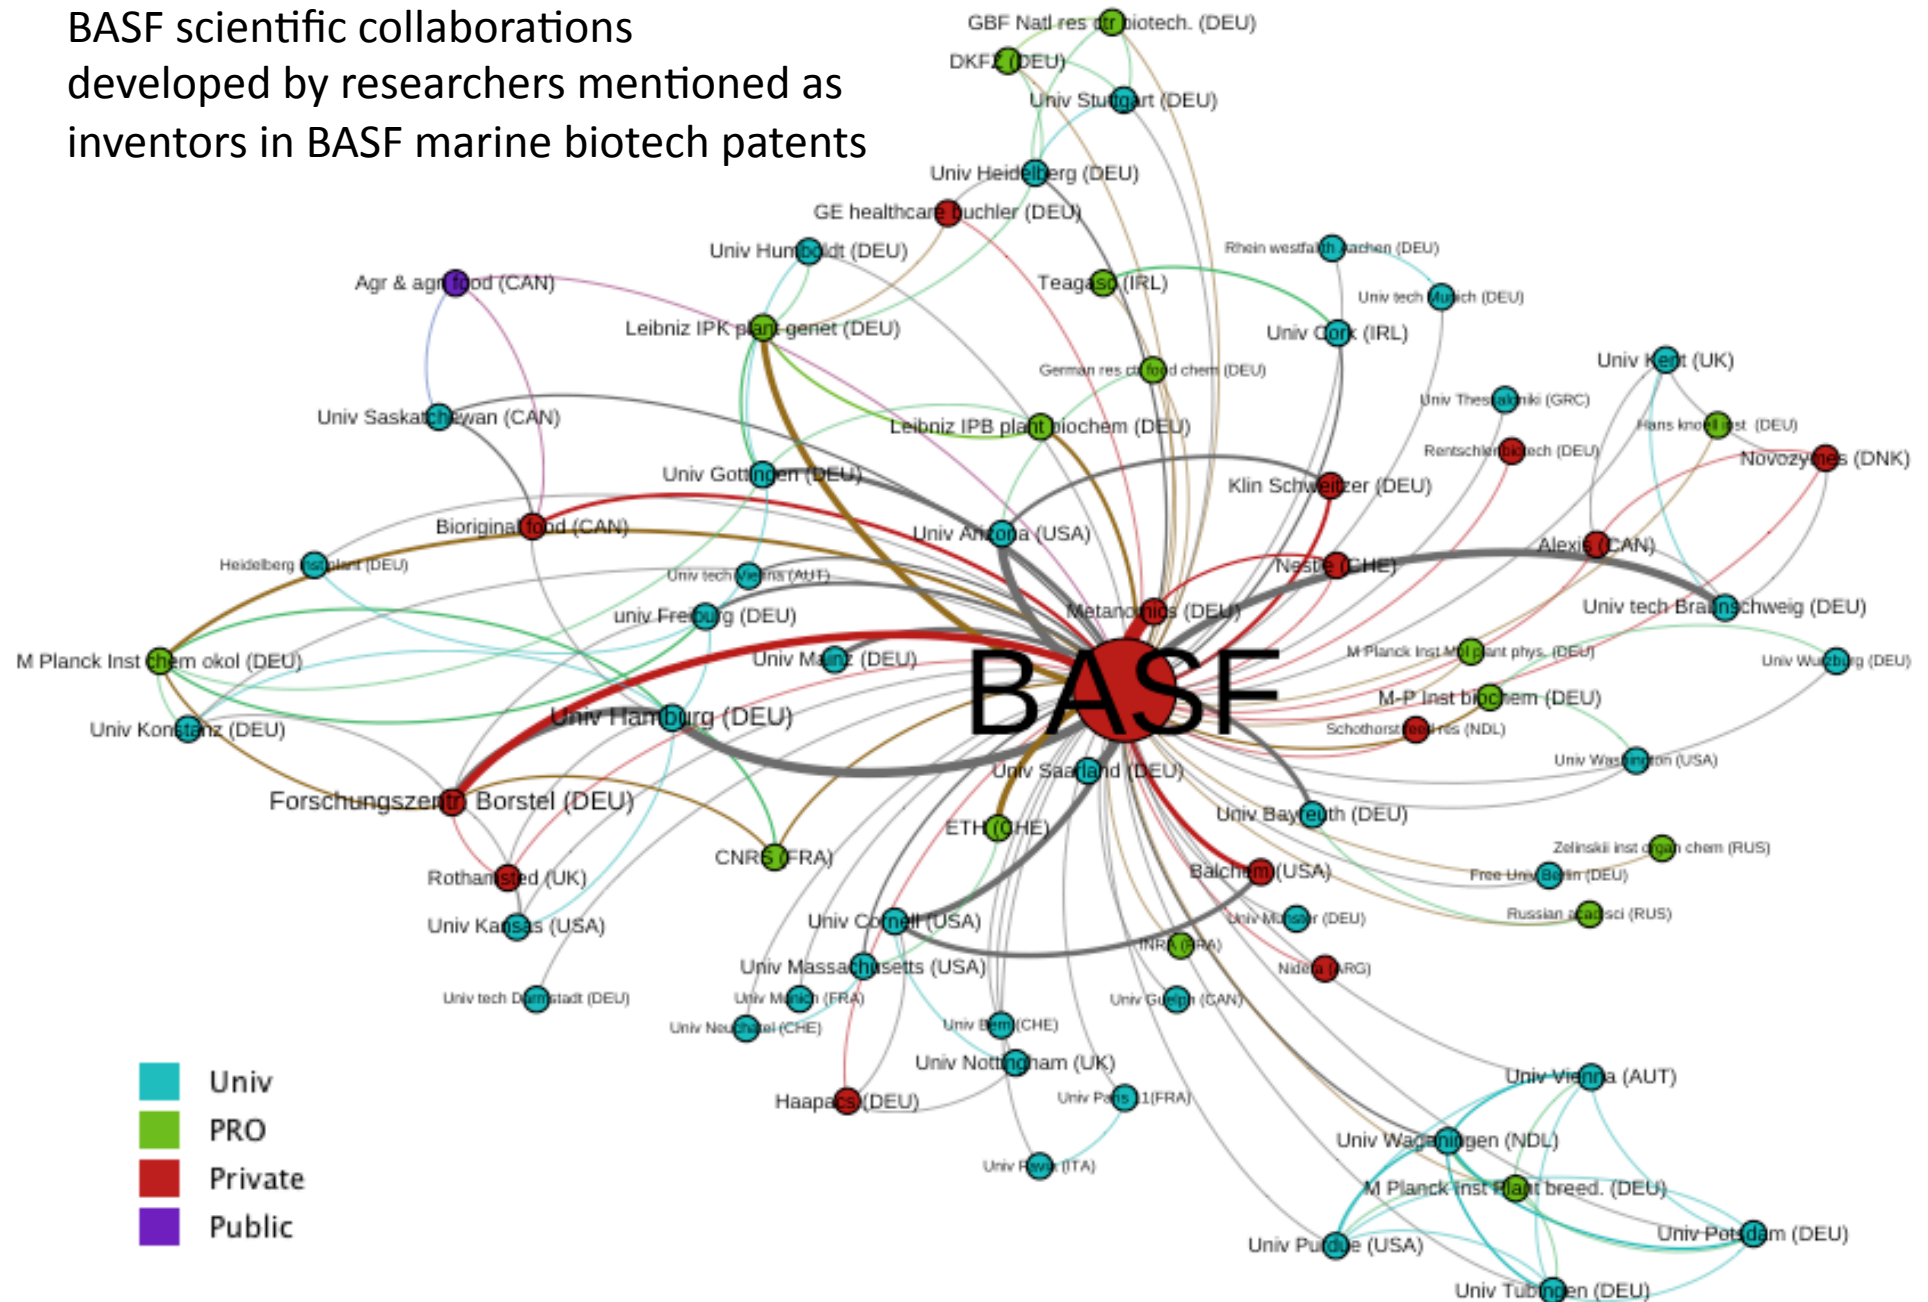 BASF scientific collaborations
developed by researchers mentioned as
inventors in BASF marine biotech patents
GBF Natl res ctr biotech. (DEU)
DKFZ (DEU)
Univ Stuttgart (DEU)
Univ Heidelberg (DEU)
GE healthcare buchler (DEU)
Univ Humboldt (DEU)
Rhein westfal th Aachen (DEU)
Agr & agri food (CAN)
Teagasc (IRL)
Univ tech Munich (DEU)
Leibniz IPK plant genet (DEU)
Univ Cork (IRL)
Univ Kent (UK)
German res ctr food chem (DEU)
Univ Thessaloniki (GRC)
Univ Saskatchewan (CAN)
Leibniz IPB plant biochem (DEU)
Hans knoell inst (DEU)
Rentschler biotech (DEU)
Novozymes (DNK)
Univ Gottingen (DEU)
Klin Schweitzer (DEU)
Bioriginal food (CAN)
Univ Arizona (USA)
Alexis (CAN)
Heidelberg inst plant (DEU)
Nestle (CHE)
Univ tech Vienna (AUT)
univ Freiburg (DEU)
Metanomics (DEU)
Univ tech Braunschweig (DEU)
M Planck Inst chem okol (DEU)
Univ Mainz (DEU)
M Planck Inst Mol plant phys. (DEU)
Univ Wurzburg (DEU)
BASF
M-P Inst biochem (DEU)
Univ Konstanz (DEU)
Univ Hamburg (DEU)
Schothorst feed res (NDL)
Univ Washington (USA)
Univ Saarland (DEU)
Forschungszentr Borstel (DEU)
Univ Bayreuth (DEU)
ETH (CHE)
Zelinskii inst organ chem (RUS)
CNRS (FRA)
Balchem (USA)
Free Univ Berlin (DEU)
Rothamsted (UK)
Univ Kansas (USA)
Univ Cornell (USA)
Univ Munster (DEU)
Russian acad sci (RUS)
INRA (FRA)
Univ Massachusetts (USA)
Nidera (ARG)
Univ tech Darmstadt (DEU)
Univ Munich (FRA)
Univ Guelph (CAN)
Univ Neuchatel (CHE)
Univ Bern (CHE)
Univ Nottingham (UK)
Univ
Univ Vienna (AUT)
Haapacs (DEU)
Univ Paris 11(FRA)
PRO
Univ Wageningen (NDL)
Univ Pavia (ITA)
Private
M Planck inst Plant breed. (DEU)
Public
Univ Purdue (USA)
Univ Potsdam (DEU)
Univ Tubingen (DEU)